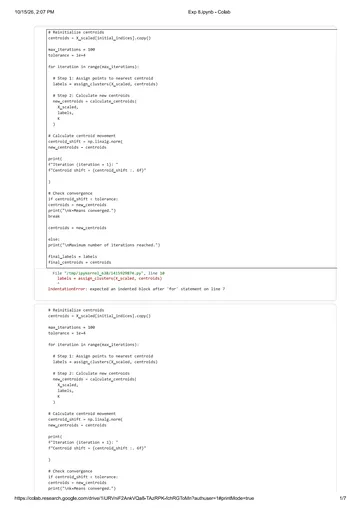 10/15/26, 2:07 PM Exp 8.ipynb - Colab
# Reinitialize centroids
centroids = X_scaled[initial_indices].copy()
max_iterations = 100
tolerance = 1e-4
for iteration in range(max_iterations):
# Step 1: Assign points to nearest centroid
labels = assign_clusters(X_scaled, centroids)
# Step 2: Calculate new centroids
new_centroids = calculate_centroids(
X_scaled,
labels,
K
)
# Calculate centroid movement
centroid_shift = np.linalg.norm(
new_centroids - centroids
print(
f"Iteration {iteration + 1}: "
f"Centroid shift = {centroid_shift :. 6f}"
)
# Check convergence
if centroid_shift < tolerance:
centroids = new_centroids
print("\nK-Means converged.")
break
centroids = new_centroids
else:
print("\nMaximum number of iterations reached.")
final_labels = labels
final_centroids = centroids
line 10
labels = assign_clusters(X_scaled, centroids)
^
IndentationError: expected an indented block after 'for' statement on line 7
# Reinitialize centroids
centroids = X_scaled[initial_indices].copy()
max_iterations = 100
tolerance = 1e-4
for iteration in range(max_iterations):
# Step 1: Assign points to nearest centroid
labels = assign_clusters(X_scaled, centroids)
# Step 2: Calculate new centroids
new_centroids = calculate_centroids(
X_scaled,
labels,
K
)
# Calculate centroid movement
centroid_shift = np.linalg.norm(
new_centroids - centroids
print(
f"Iteration {iteration + 1}: "
f"Centroid shift = {centroid_shift :. 6f}"
)
# Check convergence
if centroid_shift < tolerance:
centroids = new_centroids
print("\nK-Means converged.")
1/7